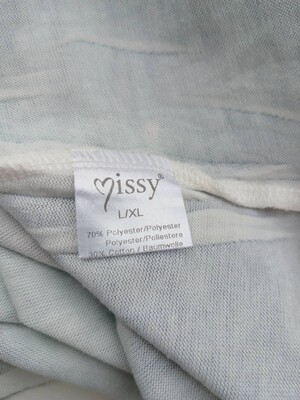 Missy®
L/XL
70% Polyester/Polyester
Polyester/Poliestere
30% Cotton / Baumwolle